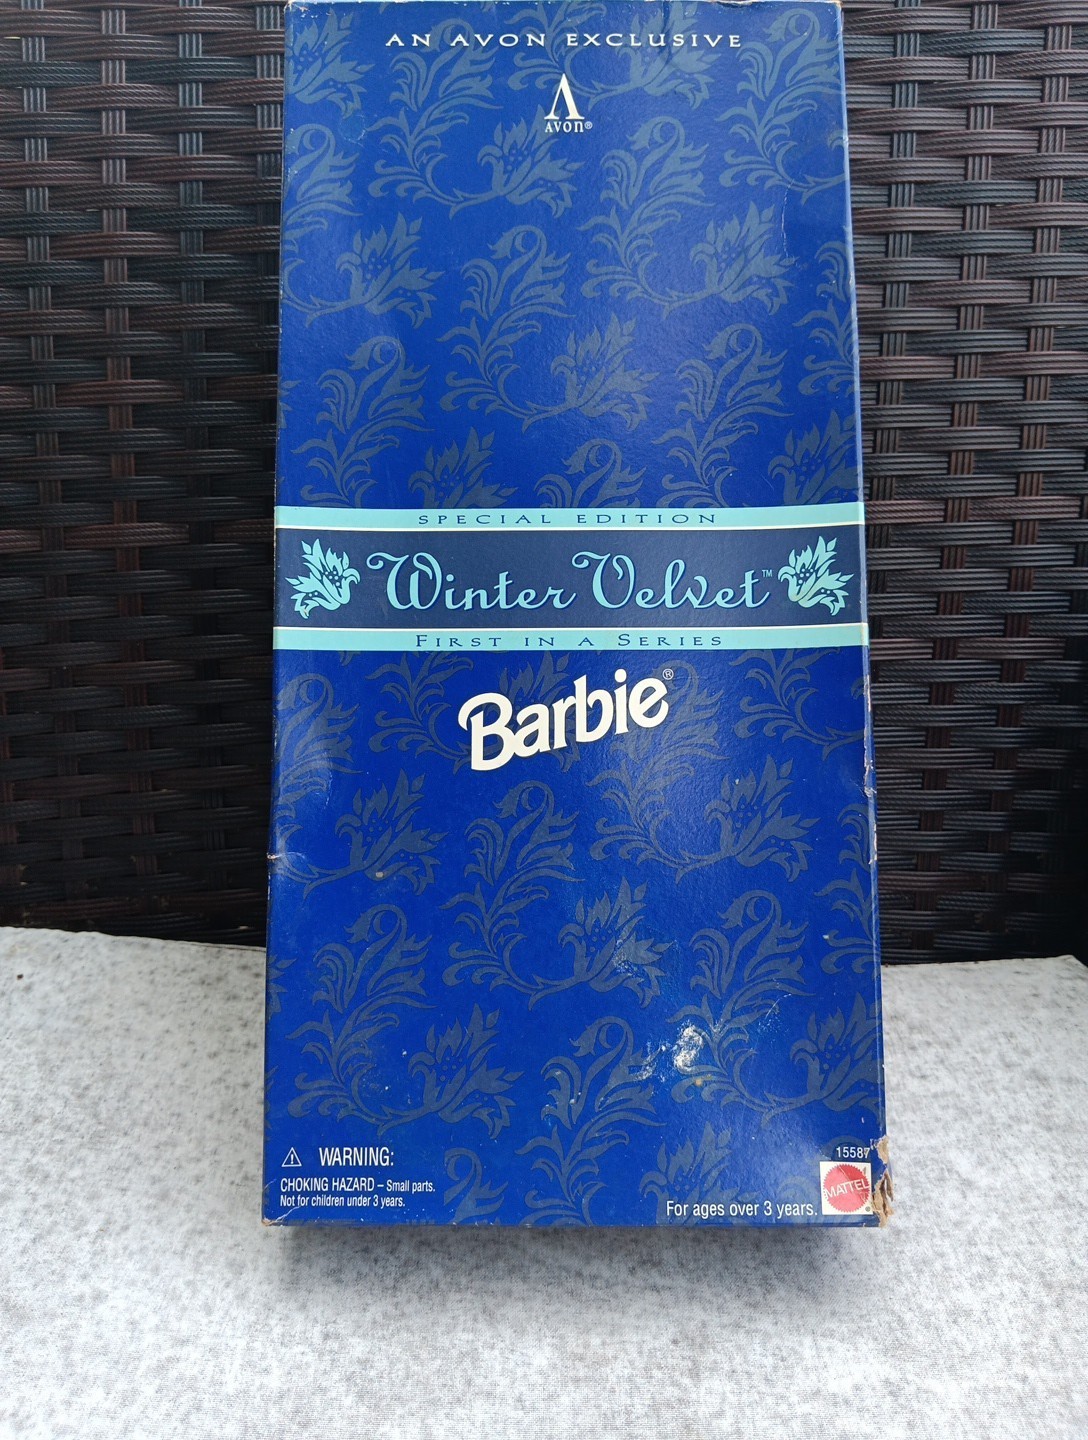 AN AVON EXCLUSIVE
AVON®
SPECIAL EDITION
Winter Velvet™
FIRST IN A SERIES
Barbie®
⚠ WARNING:
CHOKING HAZARD – Small parts.
Not for children under 3 years.
15587
For ages over 3 years.
MATTEL